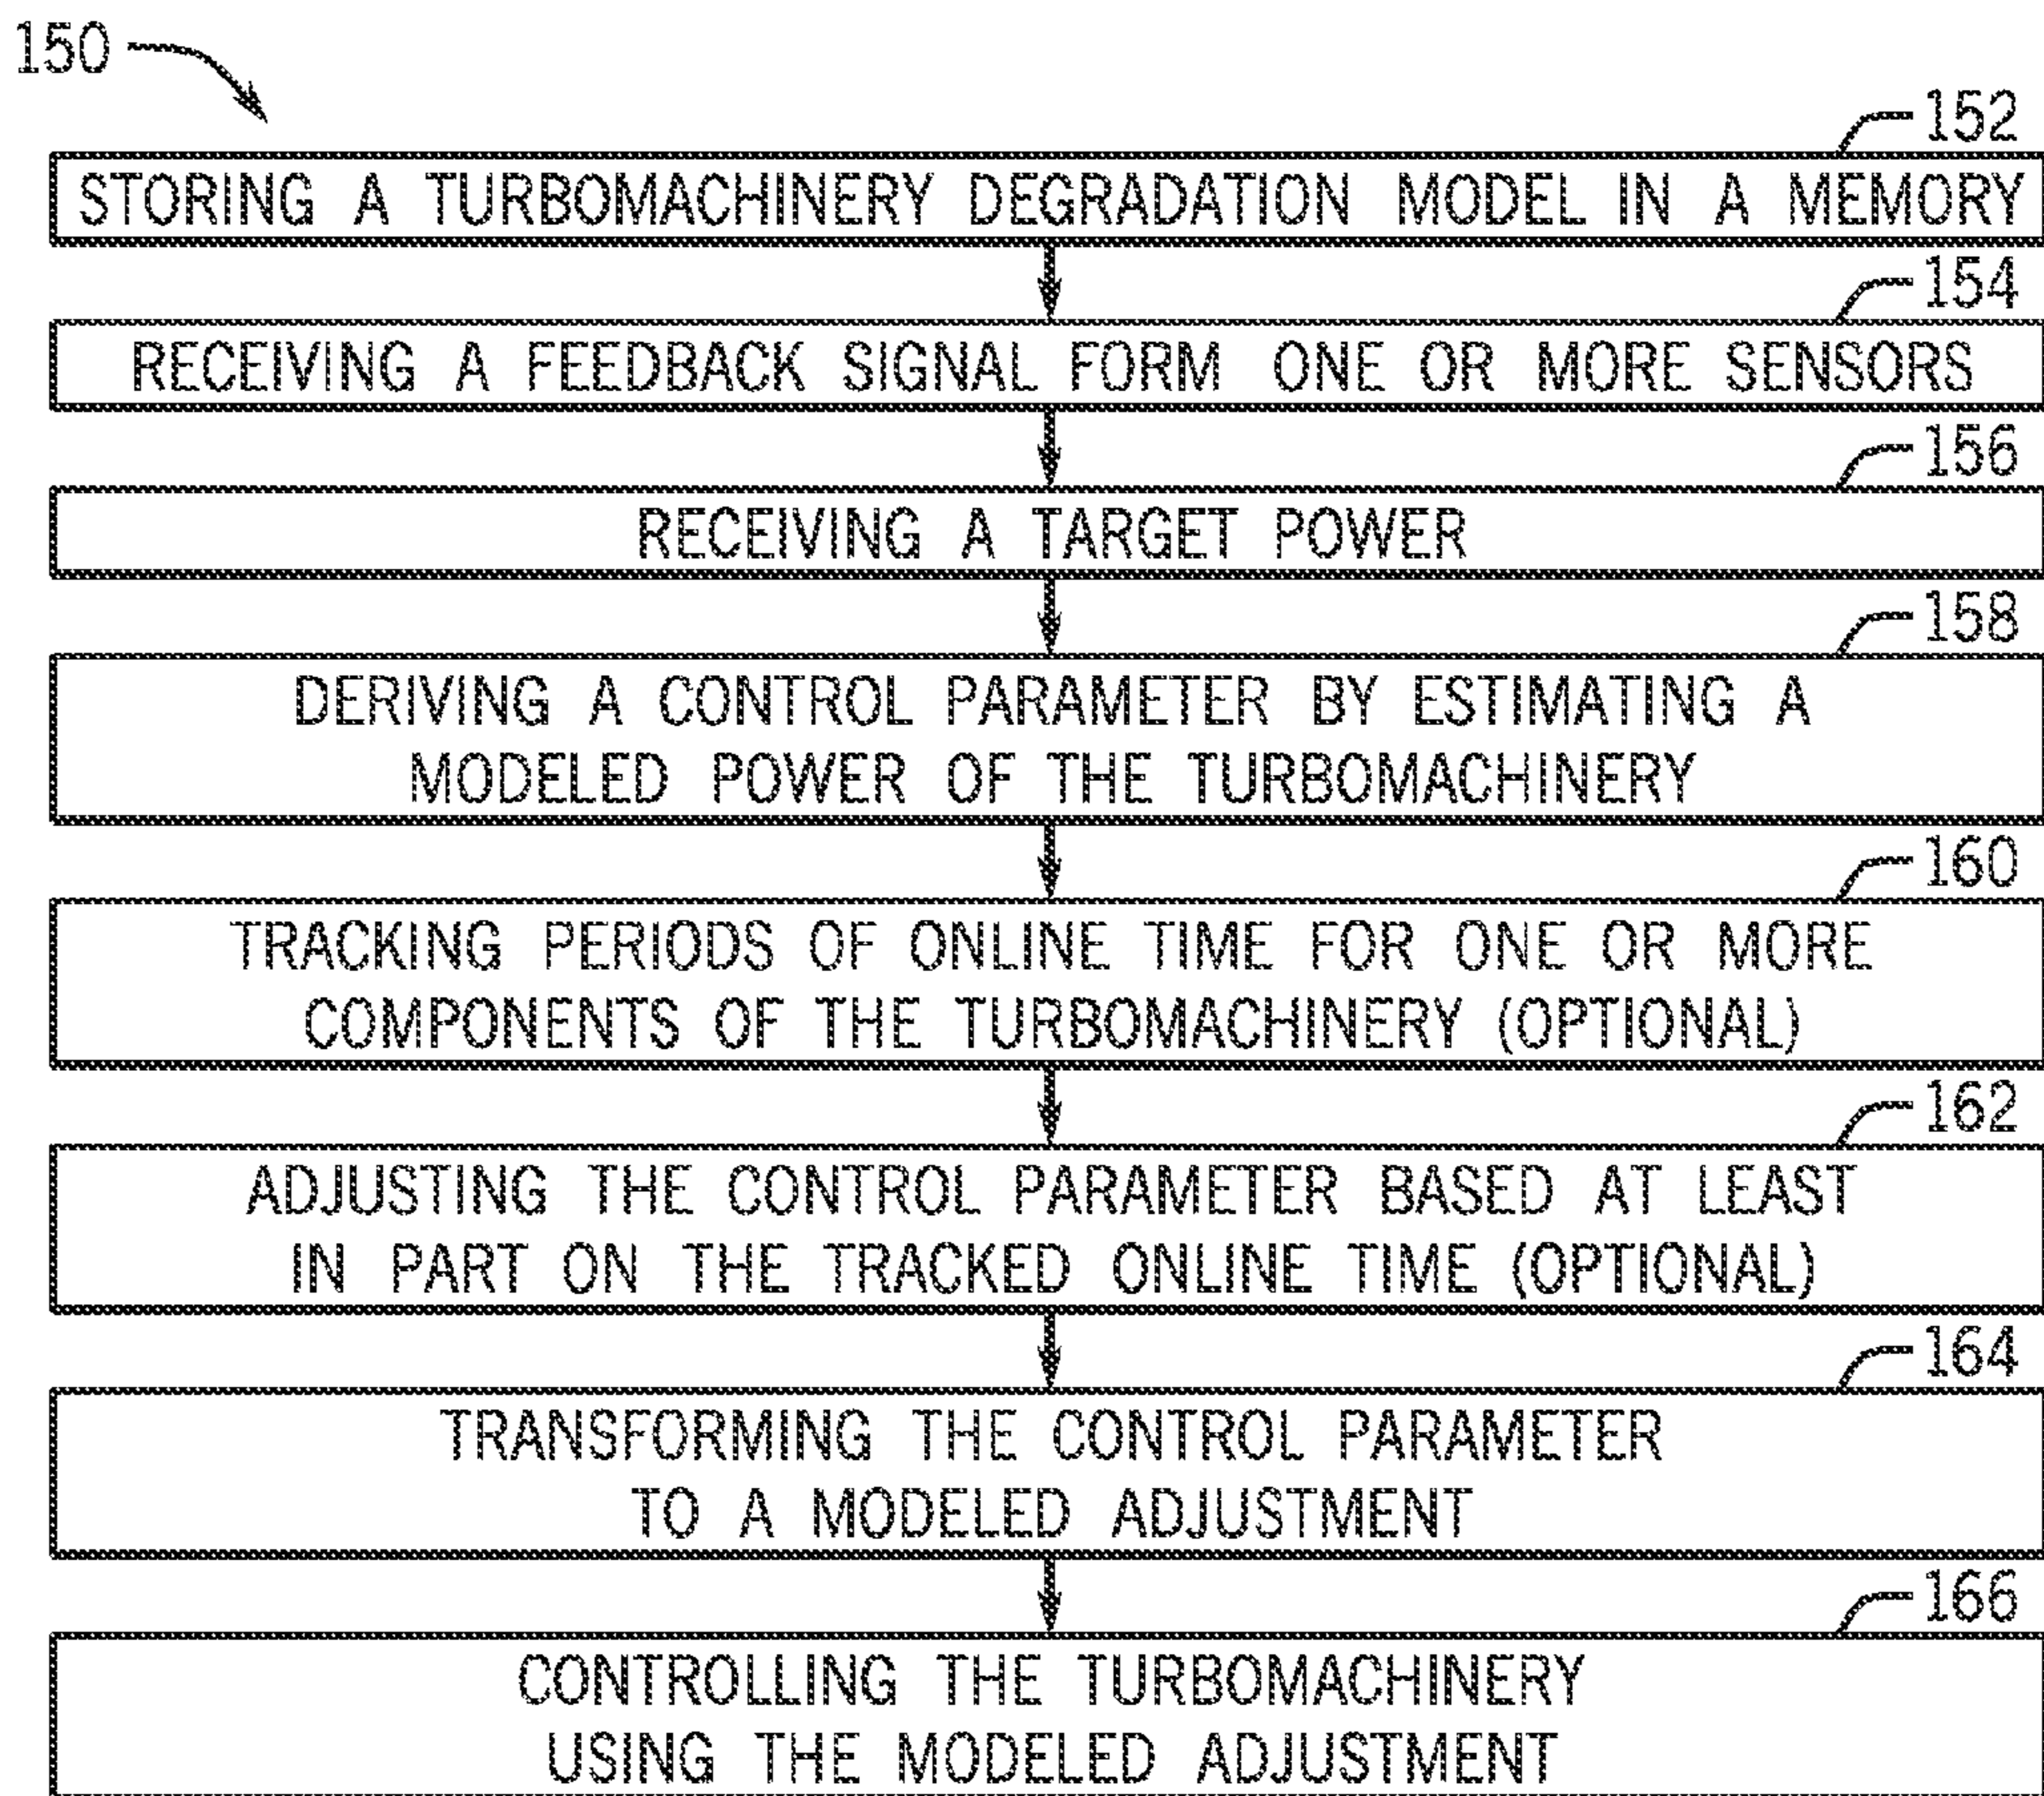 150
152
STORING A TURBOMACHINERY DEGRADATION MODEL IN A MEMORY
154
RECEIVING A FEEDBACK SIGNAL FORM ONE OR MORE SENSORS
156
RECEIVING A TARGET POWER
158
DERIVING A CONTROL PARAMETER BY ESTIMATING A
MODELED POWER OF THE TURBOMACHINERY
160
TRACKING PERIODS OF ONLINE TIME FOR ONE OR MORE
COMPONENTS OF THE TURBOMACHINERY (OPTIONAL)
162
ADJUSTING THE CONTROL PARAMETER BASED AT LEAST
IN PART ON THE TRACKED ONLINE TIME (OPTIONAL)
164
TRANSFORMING THE CONTROL PARAMETER
TO A MODELED ADJUSTMENT
166
CONTROLLING THE TURBOMACHINERY
USING THE MODELED ADJUSTMENT